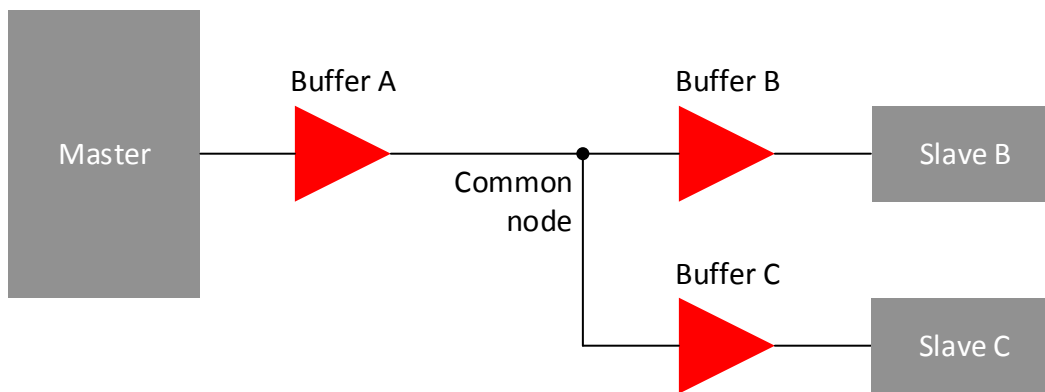 Buffer A
Buffer B
Master
Slave B
Common
node
Buffer C
Slave C